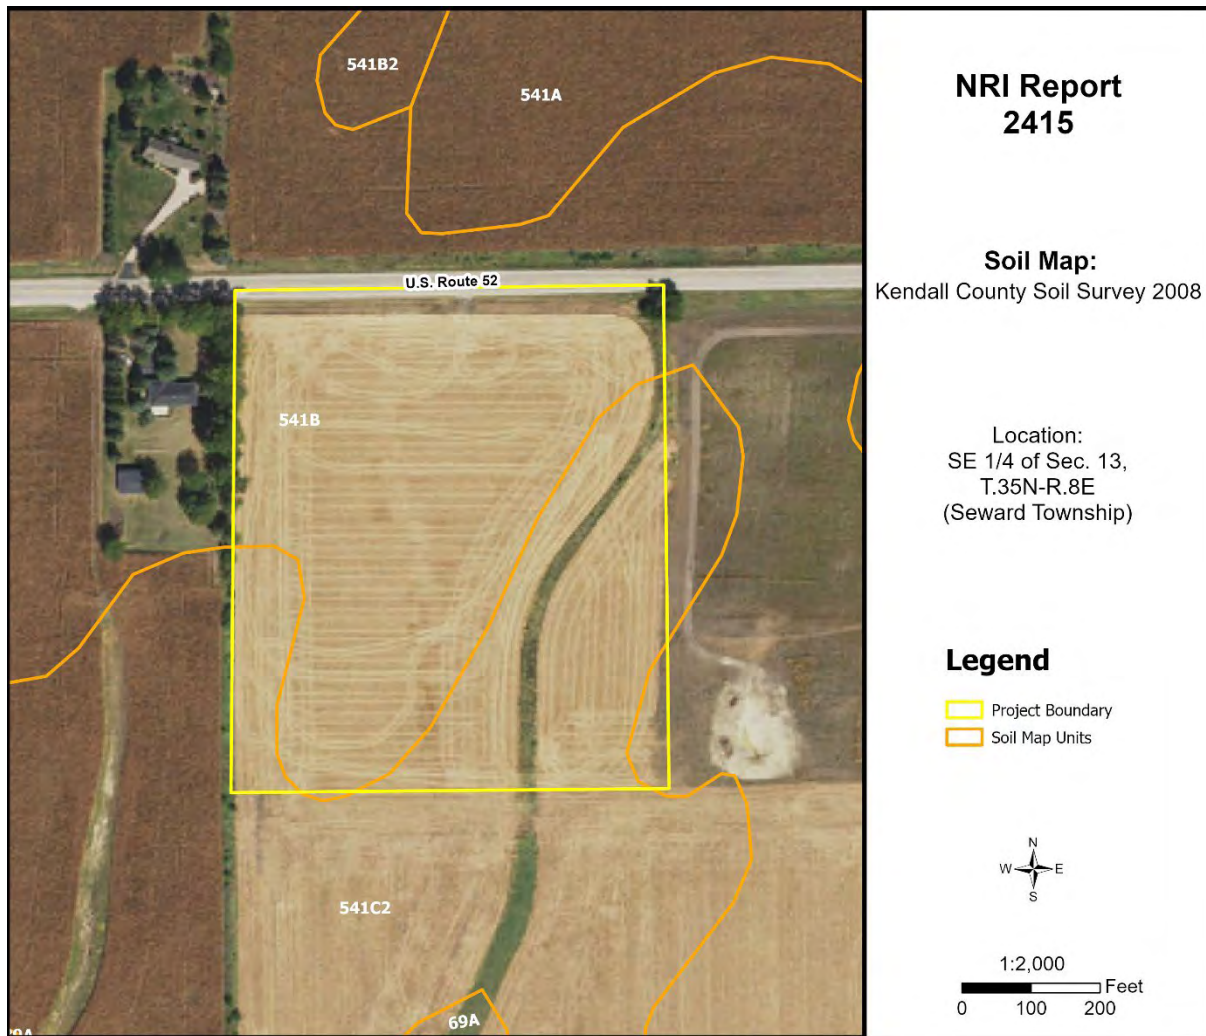 541B2
541A
U.S. Route 52
541B
541C2
69A
NRI Report
2415
Soil Map:
Kendall County Soil Survey 2008
Location:
SE 1/4 of Sec. 13,
T.35N-R.8E
(Seward Township)
Legend
Project Boundary
Soil Map Units
N
W E
S
1:2,000
Feet
0 100 200